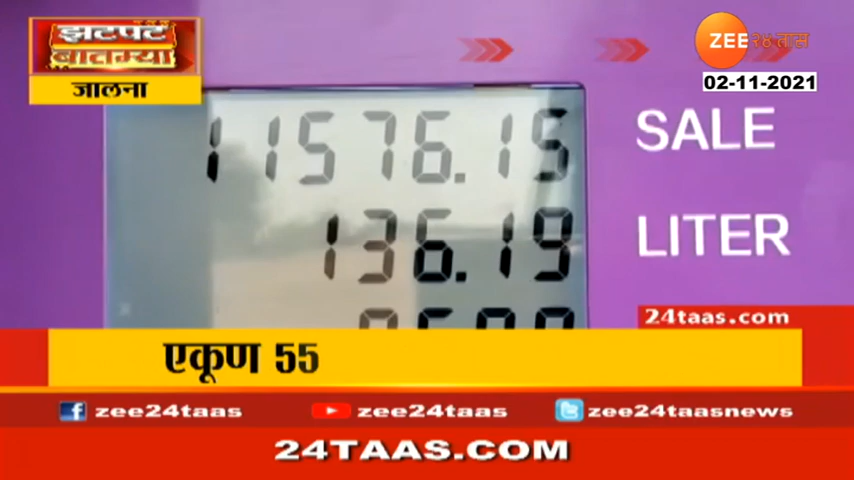 झटपट
बातम्या
जालना
ZEE २४ तास
02-11-2021
11576.15
SALE
136.19
LITER
24taas.com
एकूण 55
zee24taas
zee24taas
zee24taasnews
24TAAS.COM